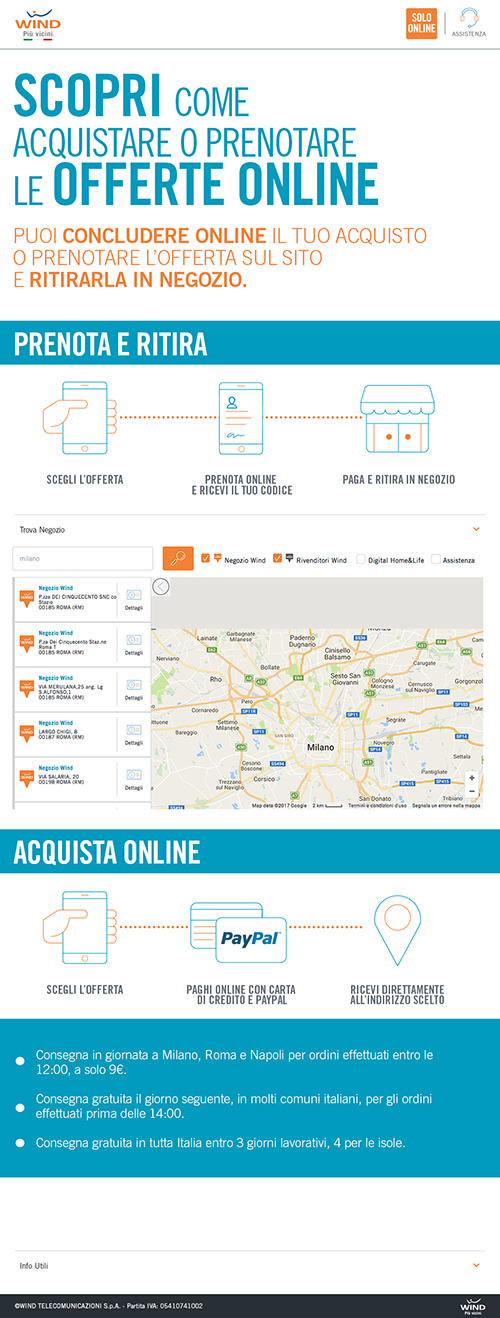 WIND
Più vicini.
SOLO
ONLINE
ASSISTENZA
SCOPRI COME
ACQUISTARE O PRENOTARE
LE OFFERTE ONLINE
PUOI CONCLUDERE ONLINE IL TUO ACQUISTO
O PRENOTARE L'OFFERTA SUL SITO
E RITIRARLA IN NEGOZIO.
PRENOTA E RITIRA
SCEGLI L'OFFERTA
PRENOTA ONLINE
E RICEVI IL TUO CODICE
PAGA E RITIRA IN NEGOZIO
Trova Negozio
milano
Negozio Wind
Rivenditori Wind
Digital Home&Life
Assistenza
Negozio Wind
P.zza DEI CINQUECENTO SNC co
Stazio
00185 ROMA (RM)
Dettagli
Negozio Wind
P.za Dei Cinquecento Staz.ne
Roma T
00185 ROMA (RM)
Dettagli
Negozio Wind
VIA MERULANA,25 ang. Lg
S.ALFONSO,1
00185 ROMA (RM)
Dettagli
Negozio Wind
LARGO CHIGI, 8
00187 ROMA (RM)
Dettagli
Negozio Wind
VIA SALARIA, 20
00198 ROMA (RM)
Dettagli
Lainate
Garbagnate
Milanese
Paderno
Dugnano
Nerviano
Cinisello
Balsamo
Carugate
Bollate
Rho
Sesto San
Giovanni
Cologno
Monzese
Cernusco
sul Naviglio
Gorgonzola
Pero
Cornaredo
Settimo
Milanese
Segrate
Bareggio
SAN SIRO
Milano
Novegro
Cesano
Boscone
Corsico
Trezzano
sul Naviglio
Pantigliate
Settala
San Donato
Tribiano
Map data ©2017 Google
2 km
Termini e condizioni d'uso
Segnala un errore nella mappa
ACQUISTA ONLINE
PayPal
SCEGLI L'OFFERTA
PAGHI ONLINE CON CARTA
DI CREDITO E PAYPAL
RICEVI DIRETTAMENTE
ALL'INDIRIZZO SCELTO
Consegna in giornata a Milano, Roma e Napoli per ordini effettuati entro le
12:00, a solo 9€.
Consegna gratuita il giorno seguente, in molti comuni italiani, per gli ordini
effettuati prima delle 14:00.
Consegna gratuita in tutta Italia entro 3 giorni lavorativi, 4 per le isole.
Info Utili
©WIND TELECOMUNICAZIONI S.p.A. - Partita IVA: 05410741002
WIND
Più vicini.